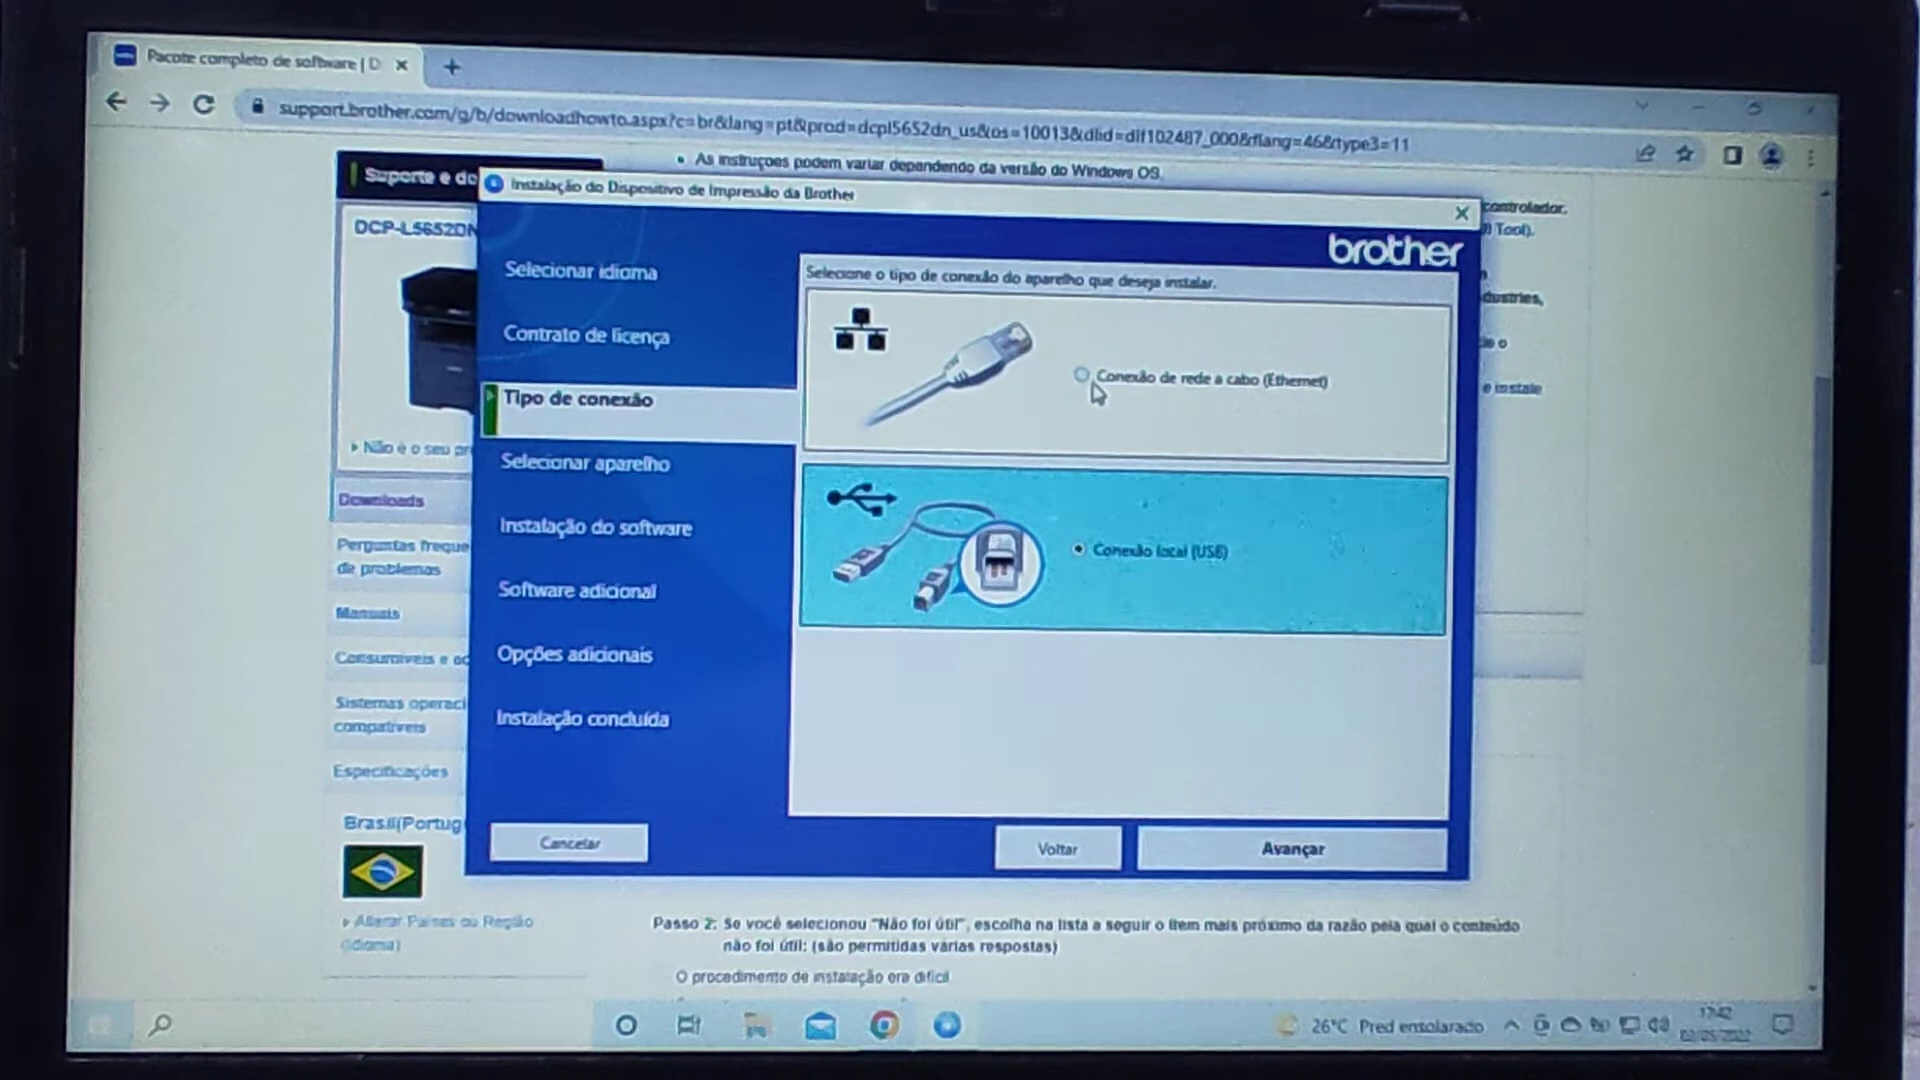 Pacote completo de software | D
support.brother.com/g/b/downloadhowto.aspx?c=br&lang=pt&prod=dcpl5652dn_us&os=10013&dlid=dlf102487_000&flang=46&type3=11
As instruções podem variar dependendo da versão do Windows OS.
Suporte e do
Instalação do Dispositivo de Impressão da Brother
controlador.
Tool).
DCP-L5652DN
brother
Selecionar idioma
Selecione o tipo de conexão do aparelho que deseja instalar.
dustries,
Contrato de licença
Conexão de rede a cabo (Ethernet)
e instale
Tipo de conexão
Não é o seu pr
Selecionar aparelho
Downloads
Instalação do software
Perguntas freque
de problemas
Conexão local (USB)
Software adicional
Manuais
Consumíveis e ac
Opções adicionais
Sistemas operaci
compatíveis
Instalação concluída
Especificações
Brasil(Portug
Cancelar
Voltar
Avançar
Alterar Países ou Região
(Idioma)
Passo 2: Se você selecionou "Não foi útil", escolha na lista a seguir o item mais próximo da razão pela qual o conteúdo
não foi útil: (são permitidas várias respostas)
O procedimento de instalação era difícil
26°C Pred ensolarado
17:42